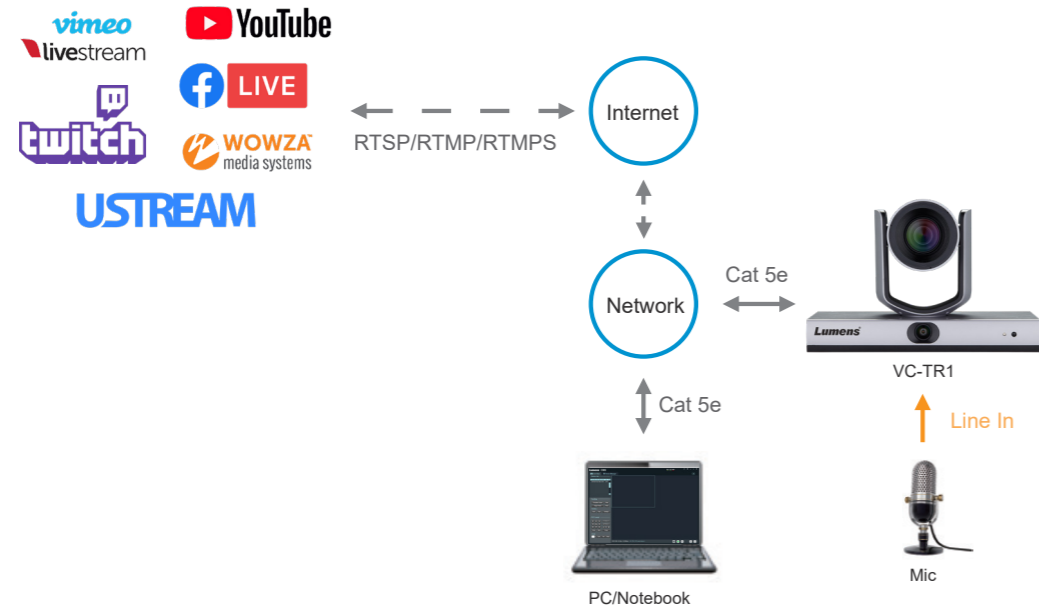 vimeo
livestream
YouTube
LIVE
twitch
WOWZA
media systems
USTREAM
RTSP/RTMP/RTMPS
Internet
Network
Cat 5e
Lumens
VC-TR1
Cat 5e
Line In
Mic
PC/Notebook